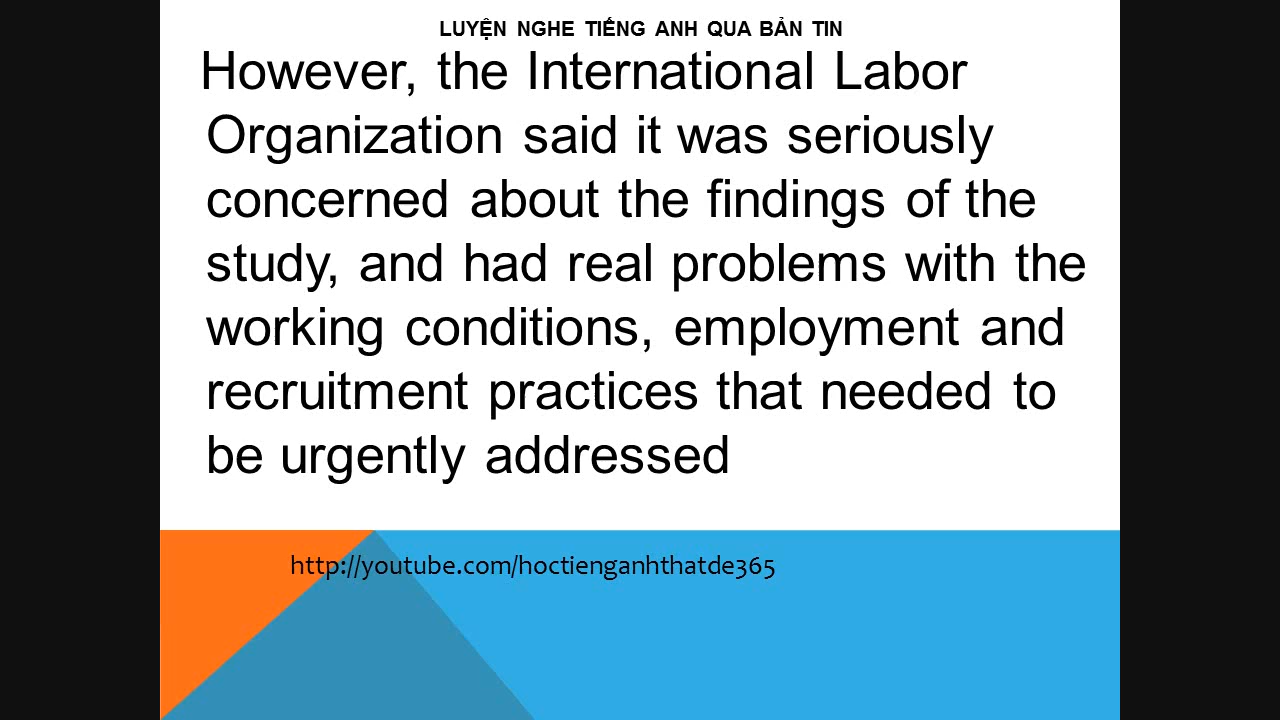 LUYỆN NGHE TIẾNG ANH QUA BẢN TIN
However, the International Labor
Organization said it was seriously
concerned about the findings of the
study, and had real problems with the
working conditions, employment and
recruitment practices that needed to
be urgently addressed
http://youtube.com/hoctienganhthatde365